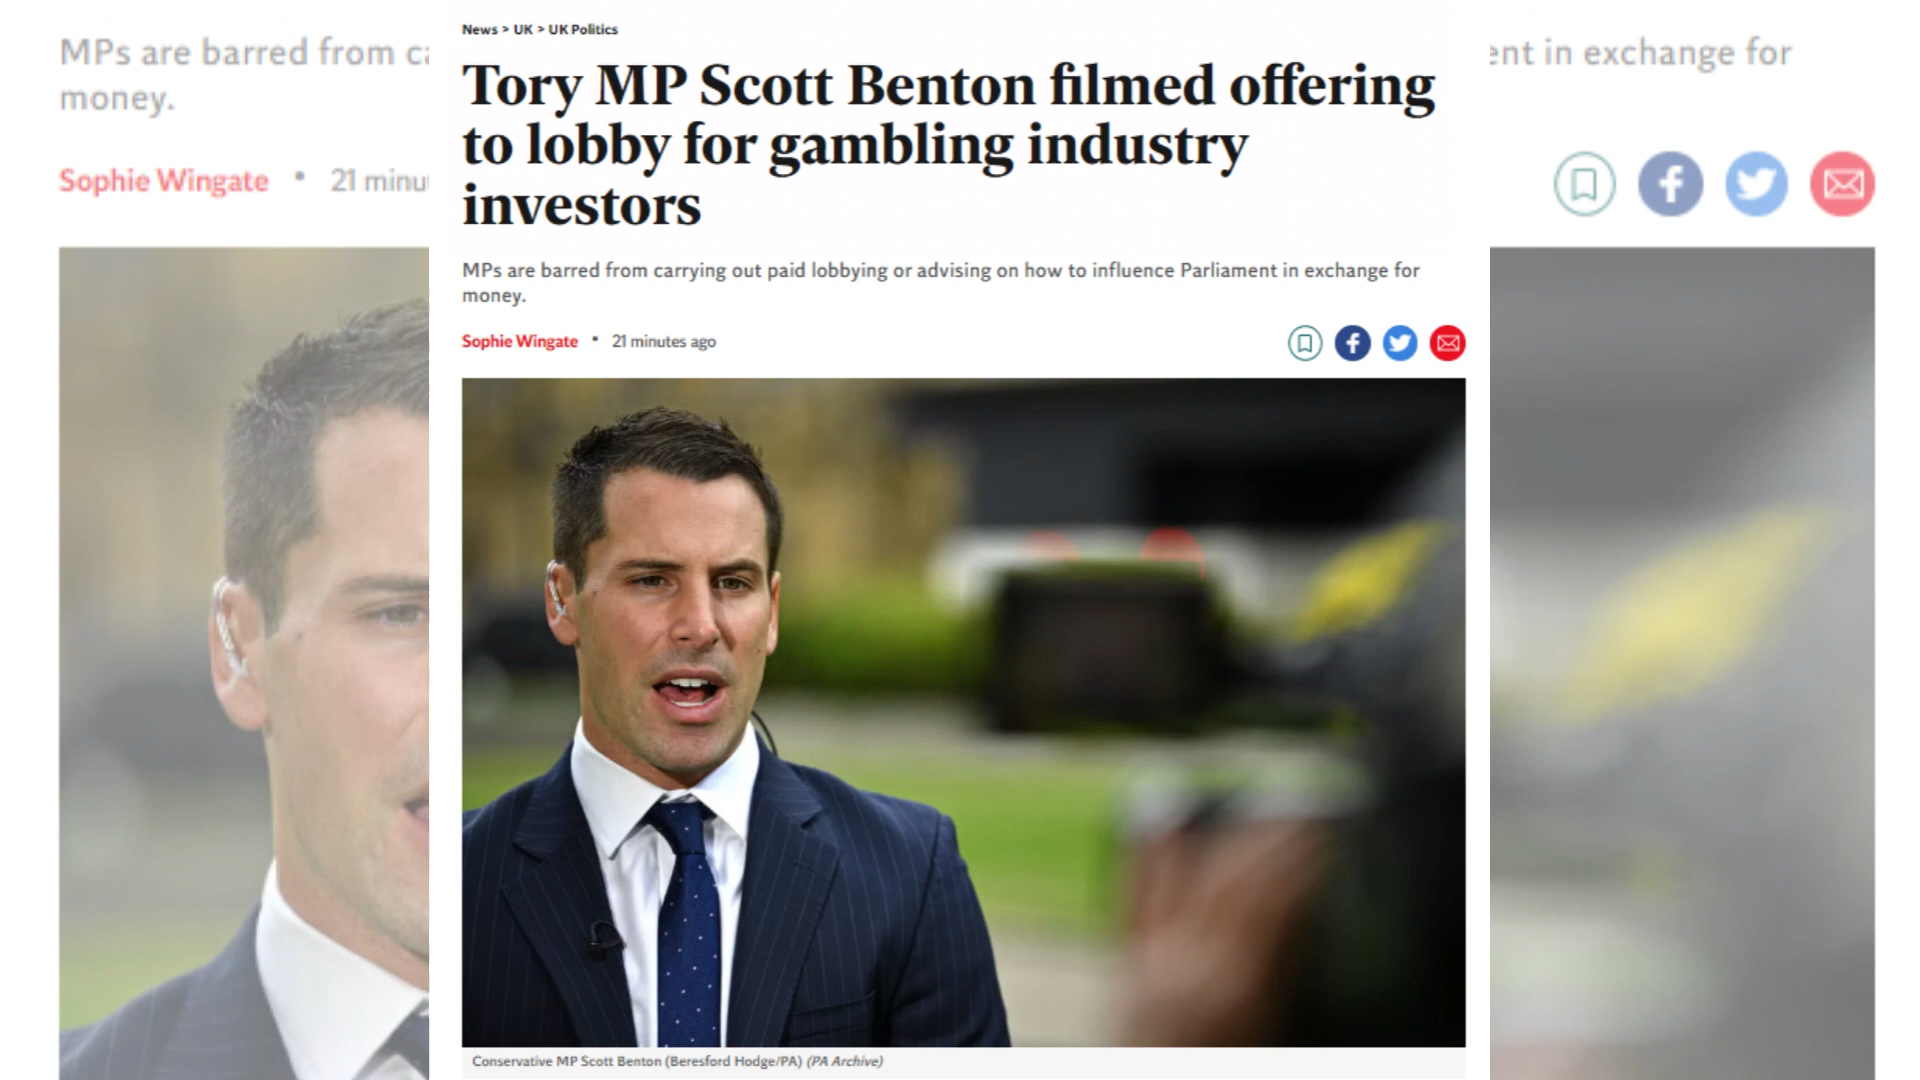 News > UK > UK Politics
Tory MP Scott Benton filmed offering
to lobby for gambling industry
investors
MPs are barred from carrying out paid lobbying or advising on how to influence Parliament in exchange for
money.
Sophie Wingate • 21 minutes ago
Conservative MP Scott Benton (Beresford Hodge/PA) (PA Archive)
MPs are barred from ca
money.
Sophie Wingate • 21 minut
ent in exchange for